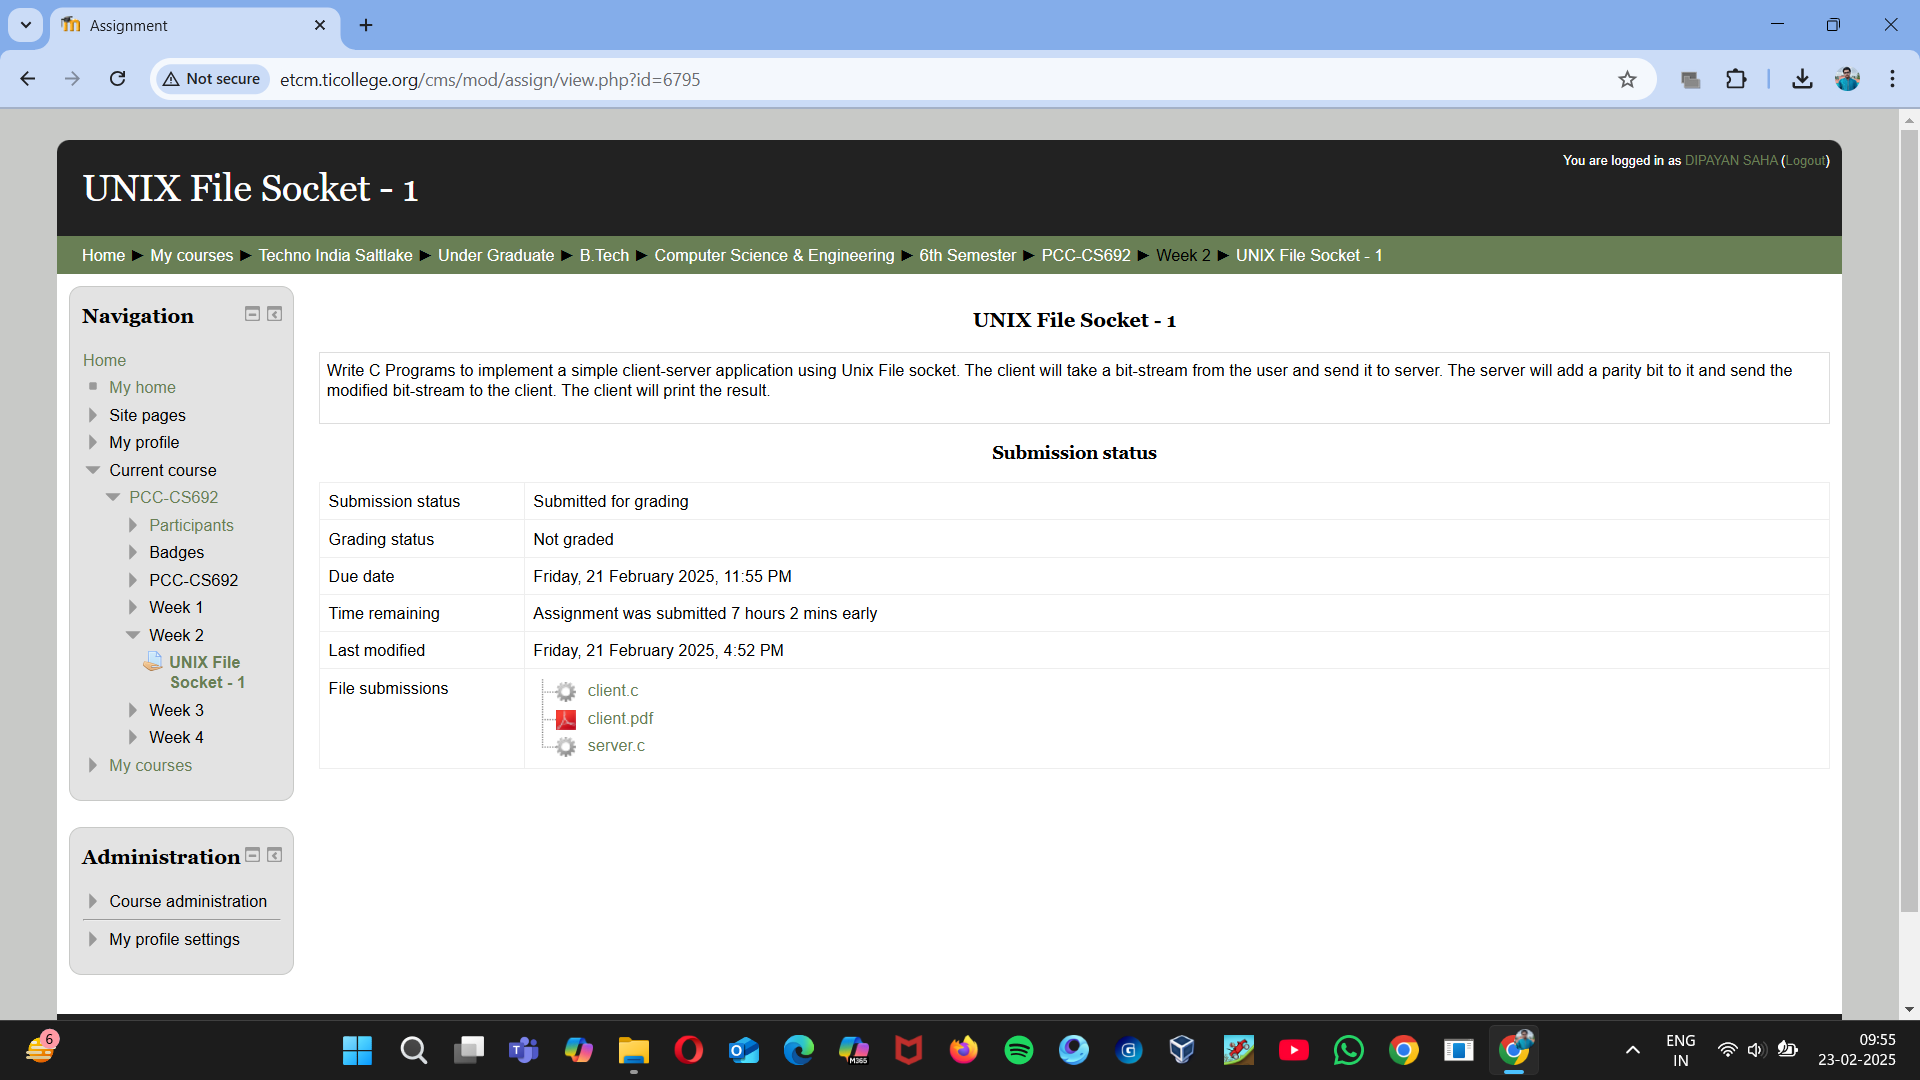 Assignment
Not secure
etcm.ticollege.org/cms/mod/assign/view.php?id=6795
You are logged in as DIPAYAN SAHA (Logout)
UNIX File Socket - 1
Home ► My courses ► Techno India Saltlake ► Under Graduate ► B.Tech ► Computer Science & Engineering ► 6th Semester ► PCC-CS692 ► Week 2 ► UNIX File Socket - 1
Navigation
Home
My home
Site pages
My profile
Current course
PCC-CS692
Participants
Badges
PCC-CS692
Week 1
Week 2
UNIX File
Socket - 1
Week 3
Week 4
My courses
Administration
Course administration
My profile settings
UNIX File Socket - 1
Write C Programs to implement a simple client-server application using Unix File socket. The client will take a bit-stream from the user and send it to server. The server will add a parity bit to it and send the
modified bit-stream to the client. The client will print the result.
Submission status
Submission status Submitted for grading
Grading status Not graded
Due date Friday, 21 February 2025, 11:55 PM
Time remaining Assignment was submitted 7 hours 2 mins early
Last modified Friday, 21 February 2025, 4:52 PM
File submissions
client.c
client.pdf
server.c
6
M365
ENG
IN
09:55
23-02-2025